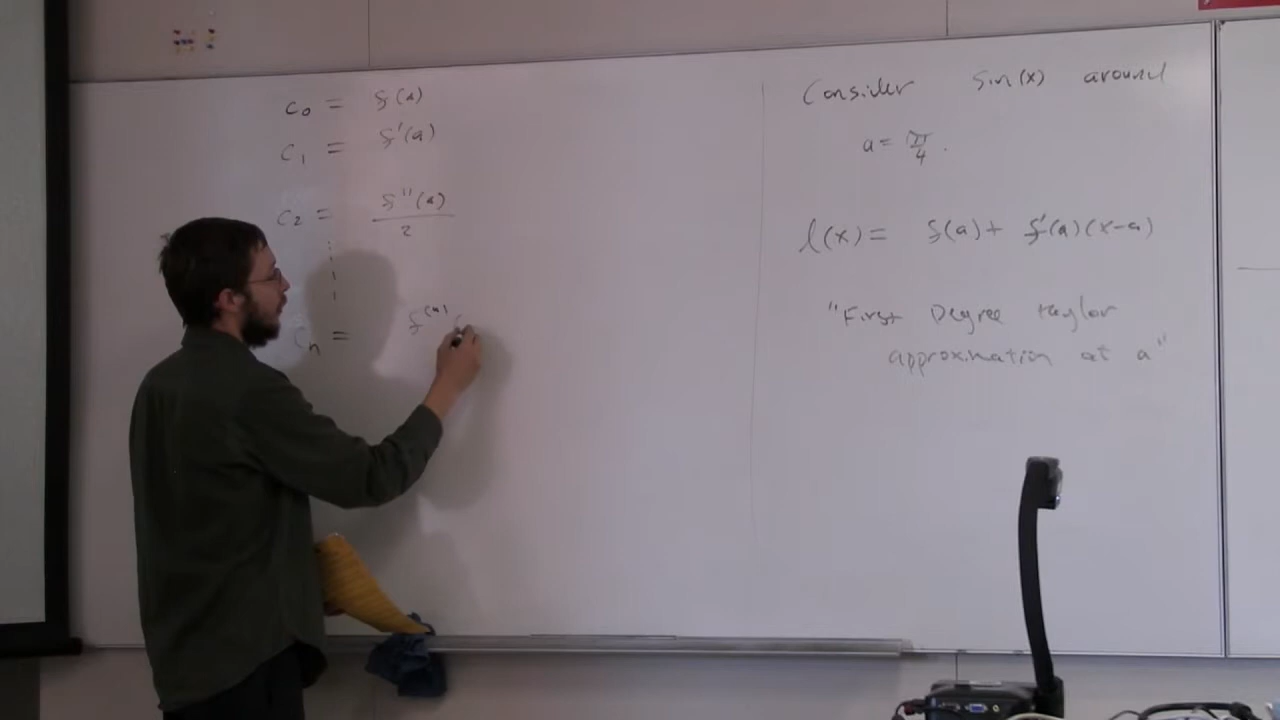 c₀ = f(a)
c₁ = f'(a)
c₂ = f''(a) / 2
cₙ = f⁽ⁿ⁾
Consider Sin(x) around
a = π/4.
l(x) = f(a) + f'(a)(x-a)
"First Degree taylor
approximation at a"